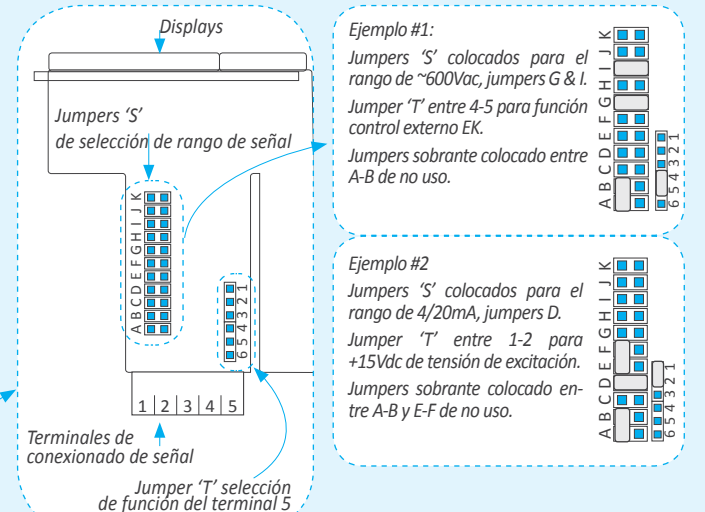 Displays
Jumpers ‘S’
de selección de rango de señal
K
J
I
H
G
F
E
D
C
B
A
1
2
3
4
5
6
1 2 3 4 5
Terminales de
conexionado de señal
Jumper ‘T’ selección
de función del terminal 5
Ejemplo #1:
Jumpers ‘S’ colocados para el
rango de ~600Vac, jumpers G & I.
Jumper ‘T’ entre 4-5 para función
control externo EK.
Jumpers sobrante colocado entre
A-B de no uso.
K
J
I
H
G
F
E
D
C
B
A
1
2
3
4
5
6
Ejemplo #2
Jumpers ‘S’ colocados para el
rango de 4/20mA, jumpers D.
Jumper ‘T’ entre 1-2 para
+15Vdc de tensión de excitación.
Jumpers sobrante colocado en-
tre A-B y E-F de no uso.
K
J
I
H
G
F
E
D
C
B
A
1
2
3
4
5
6